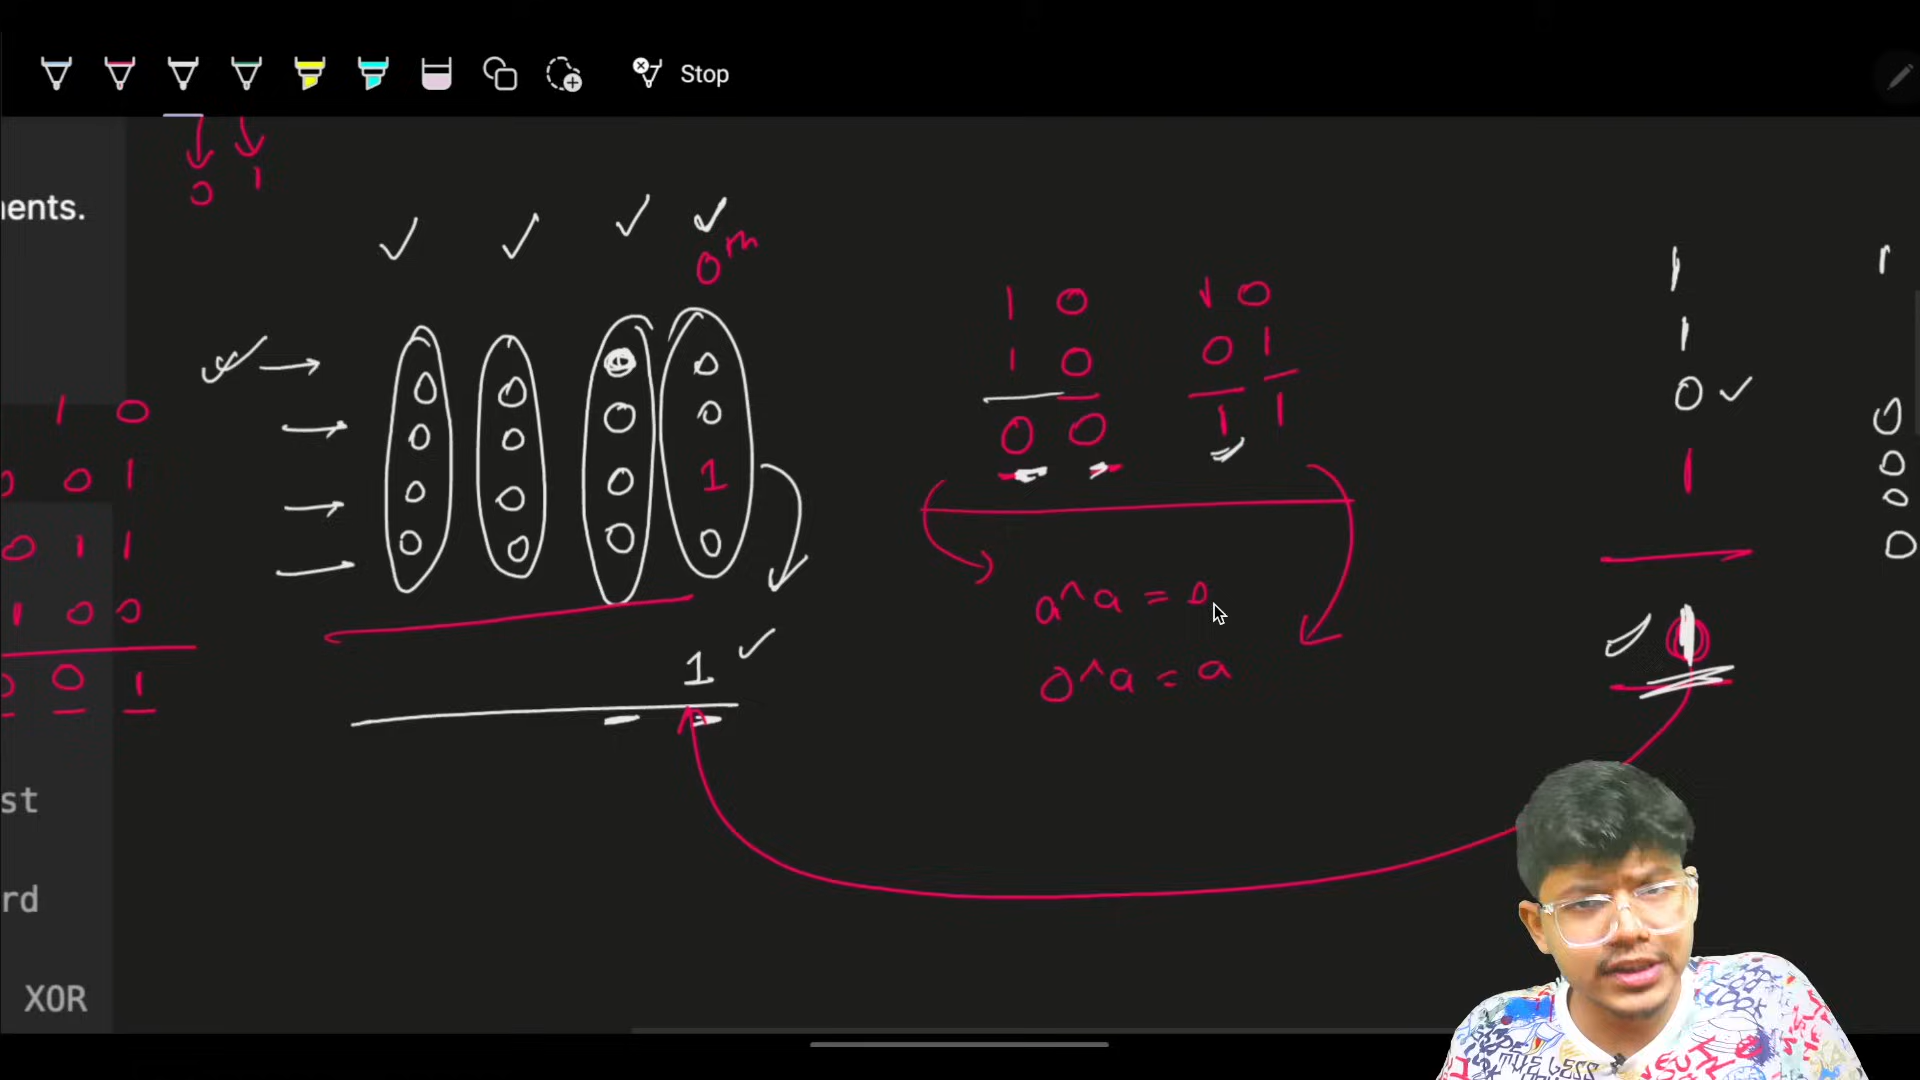 Stop
0 1
ents.
0th
1 0 1 0
1 0 0 1
0 0 1 1
1 0
0 0 1
0 1 1
1 0 0
0 0 1
0 0 0 0
0 0 0 0
0 0 0 1
0 0 0 0
1
a^a = 0
0^a = a
1
1
0
1
1
0
0
0
0
st
rd
XOR